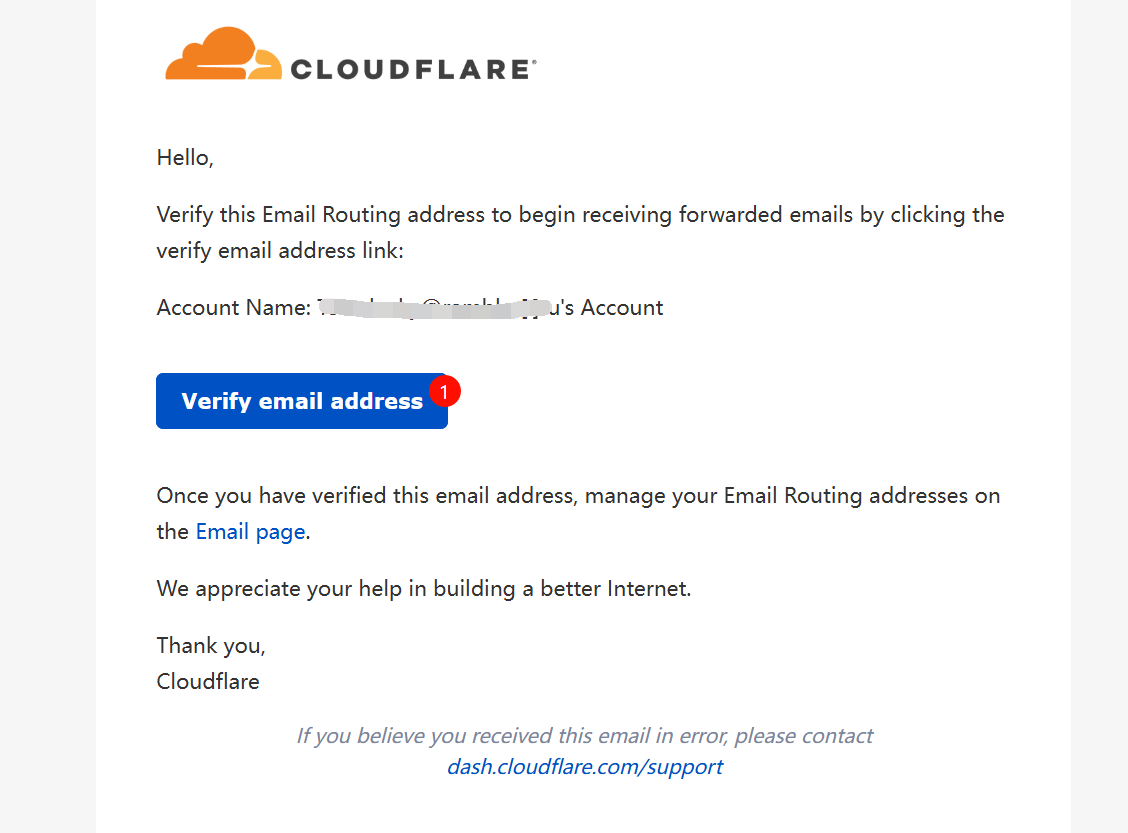 CLOUDFLARE®
Hello,
Verify this Email Routing address to begin receiving forwarded emails by clicking the
verify email address link:
Account Name: u's Account
Verify email address
1
Once you have verified this email address, manage your Email Routing addresses on
the Email page.
We appreciate your help in building a better Internet.
Thank you,
Cloudflare
If you believe you received this email in error, please contact
dash.cloudflare.com/support